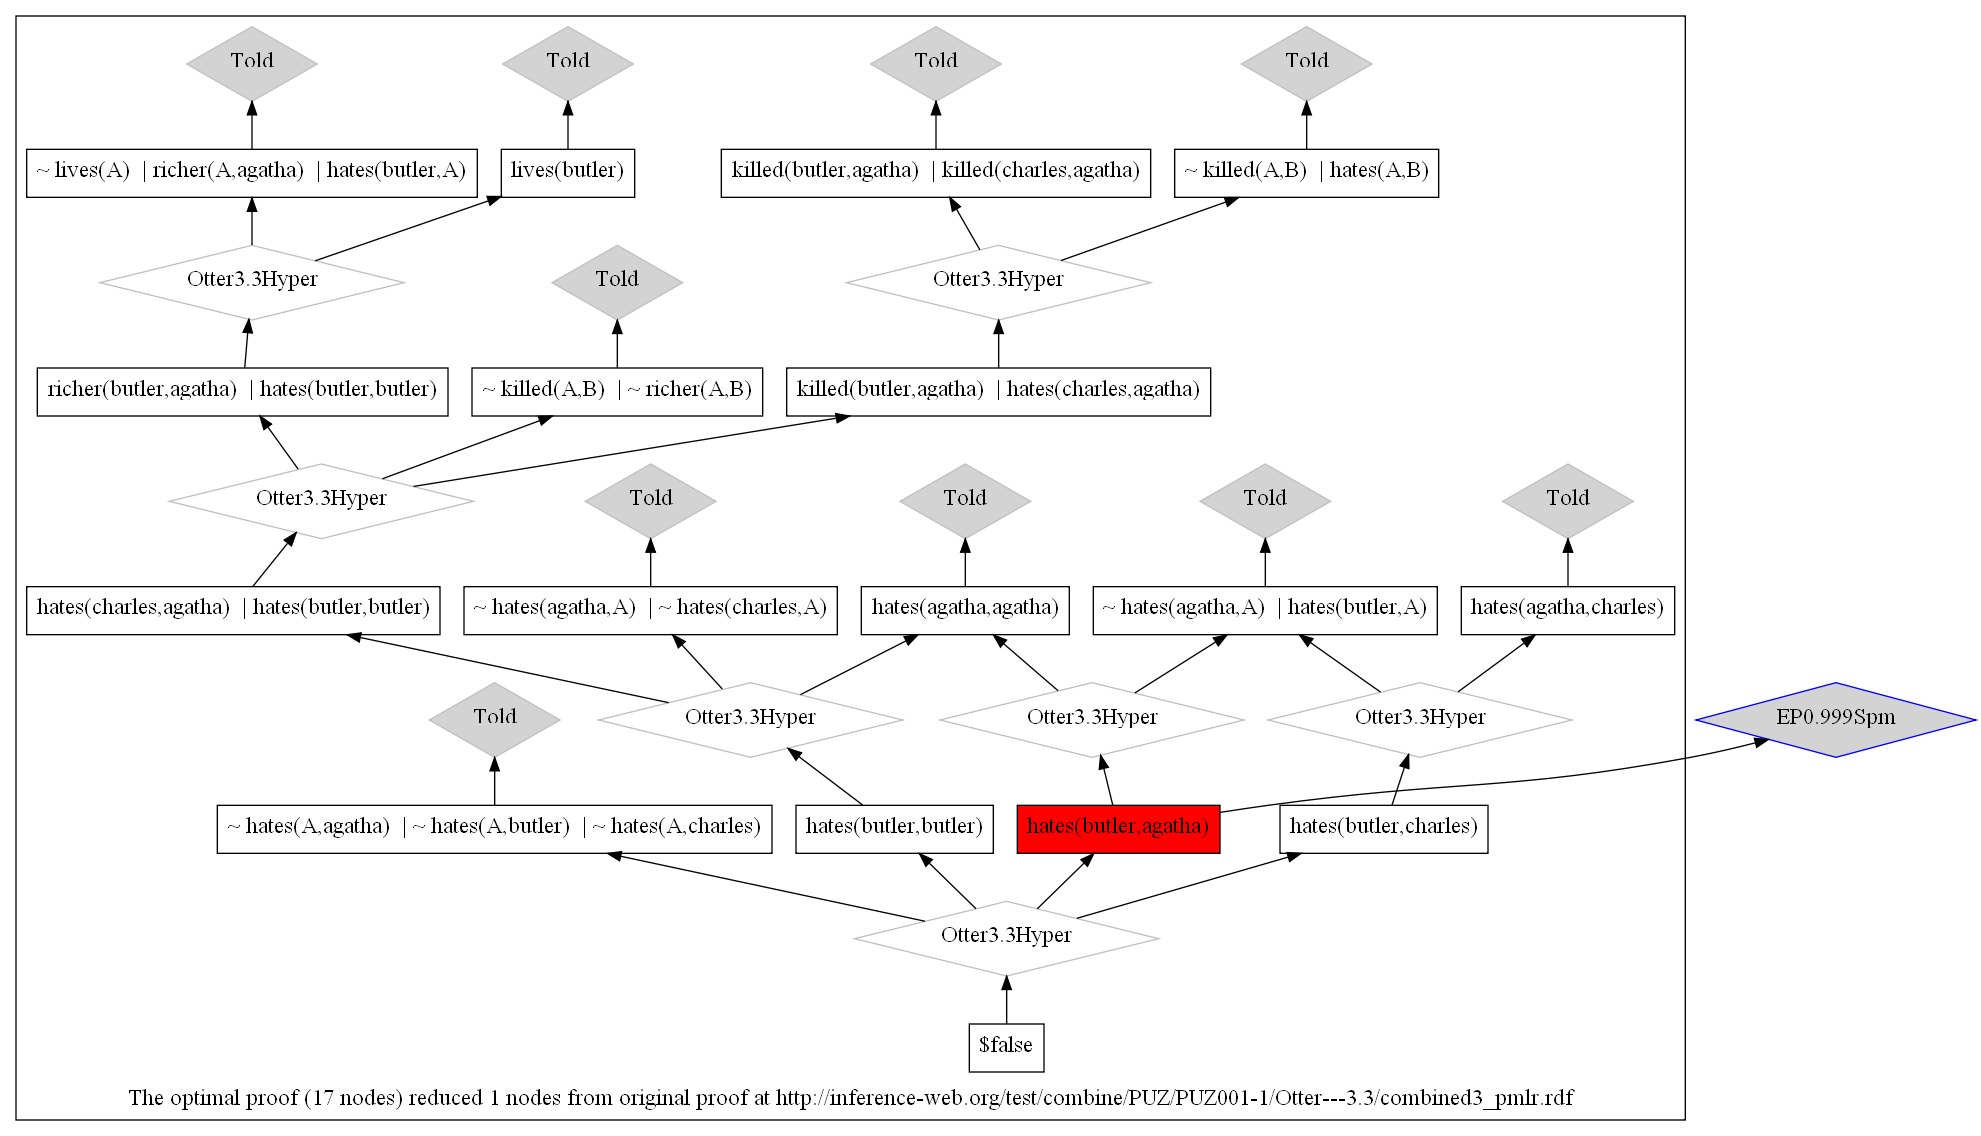 Told
Told
Told
Told
~ lives(A) | richer(A,agatha) | hates(butler,A)
lives(butler)
killed(butler,agatha) | killed(charles,agatha)
~ killed(A,B) | hates(A,B)
Otter3.3Hyper
Told
Otter3.3Hyper
richer(butler,agatha) | hates(butler,butler)
~ killed(A,B) | ~ richer(A,B)
killed(butler,agatha) | hates(charles,agatha)
Otter3.3Hyper
Told
Told
Told
Told
hates(charles,agatha) | hates(butler,butler)
~ hates(agatha,A) | ~ hates(charles,A)
hates(agatha,agatha)
~ hates(agatha,A) | hates(butler,A)
hates(agatha,charles)
Told
Otter3.3Hyper
Otter3.3Hyper
Otter3.3Hyper
EP0.999Spm
~ hates(A,agatha) | ~ hates(A,butler) | ~ hates(A,charles)
hates(butler,butler)
hates(butler,agatha)
hates(butler,charles)
Otter3.3Hyper
$false
The optimal proof (17 nodes) reduced 1 nodes from original proof at http://inference-web.org/test/combine/PUZ/PUZ001-1/Otter---3.3/combined3_pmlr.rdf